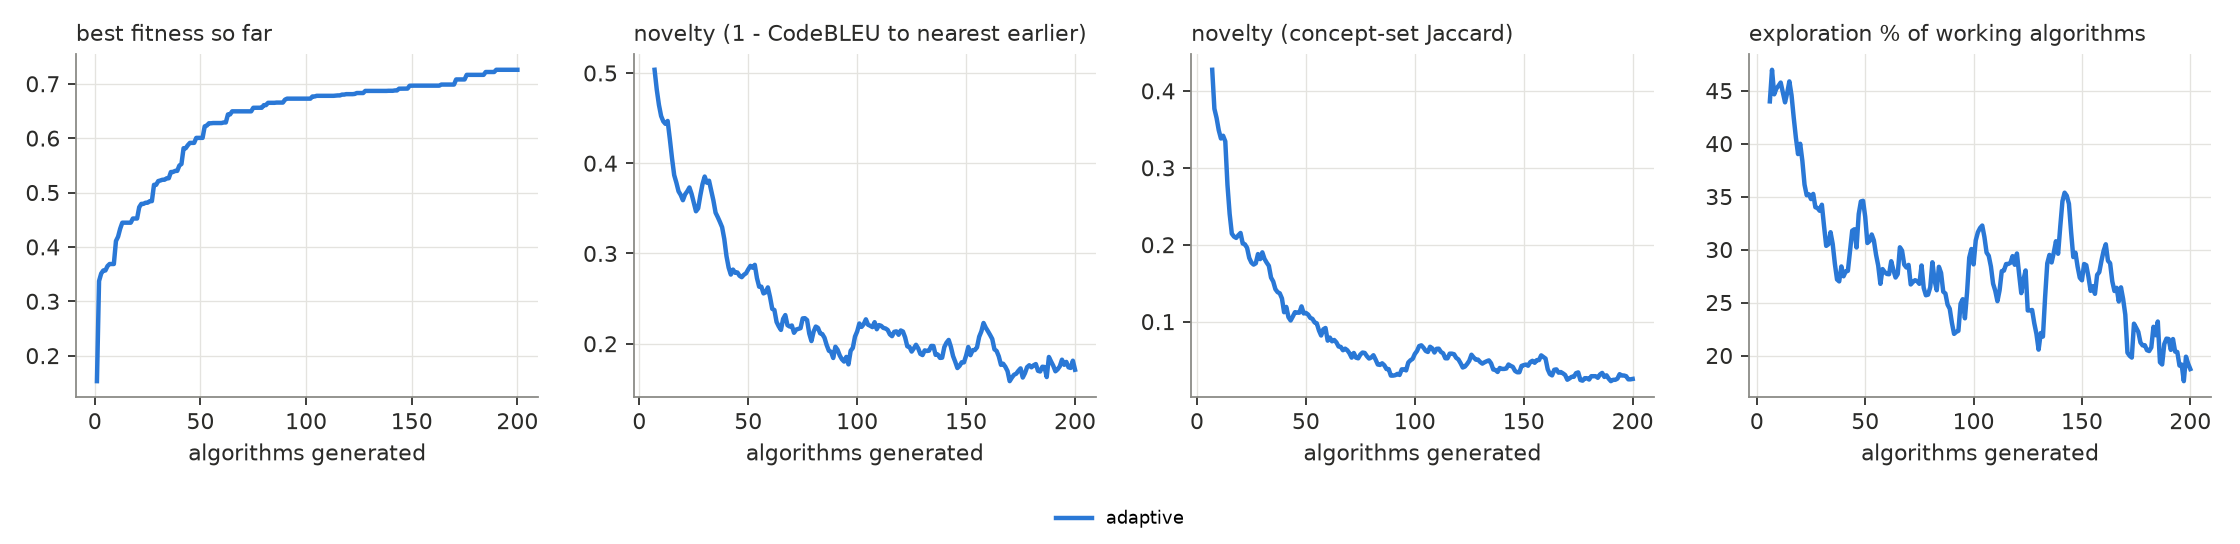 best fitness so far
0.7
0.6
0.5
0.4
0.3
0.2
0 50 100 150 200
algorithms generated
novelty (1 - CodeBLEU to nearest earlier)
0.5
0.4
0.3
0.2
0 50 100 150 200
algorithms generated
novelty (concept-set Jaccard)
0.4
0.3
0.2
0.1
0 50 100 150 200
algorithms generated
exploration % of working algorithms
45
40
35
30
25
20
0 50 100 150 200
algorithms generated
adaptive